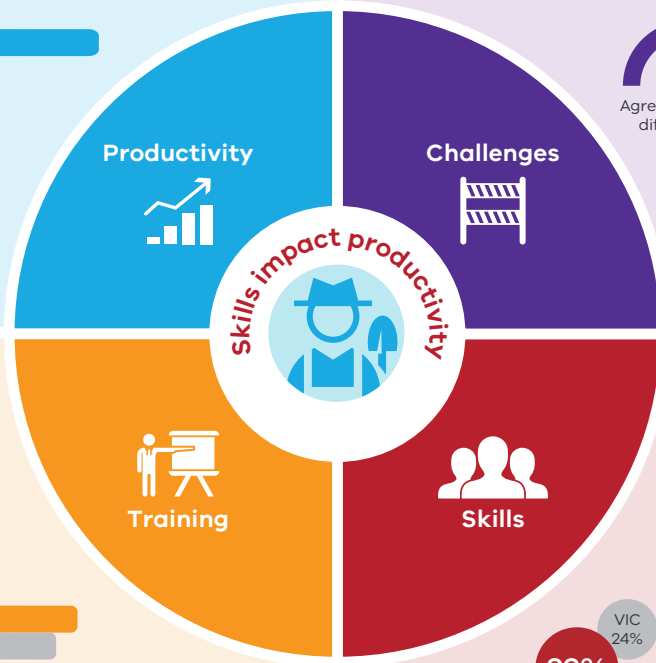 Productivity
Challenges
Skills impact productivity
Training
Skills
VIC
24%